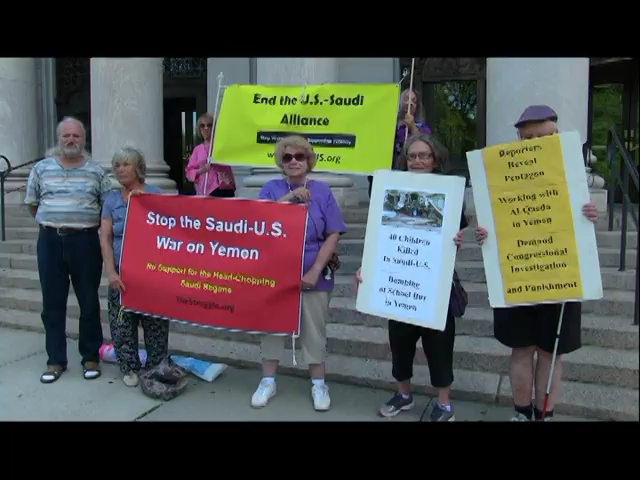 End the U.S.-Saudi
Alliance
US.org
Stop the Saudi-U.S.
War on Yemen
No Support for the Head-Chopping
Saudi Regime
TheStruggle.org
40 Children
Killed
In Saudi-U.S.
Bombing
of School Bus
in Yemen
Reporters
Reveal
Pentagon
Working with
Al Qaeda
in Yemen
Demand
Congressional
Investigation
and Punishment